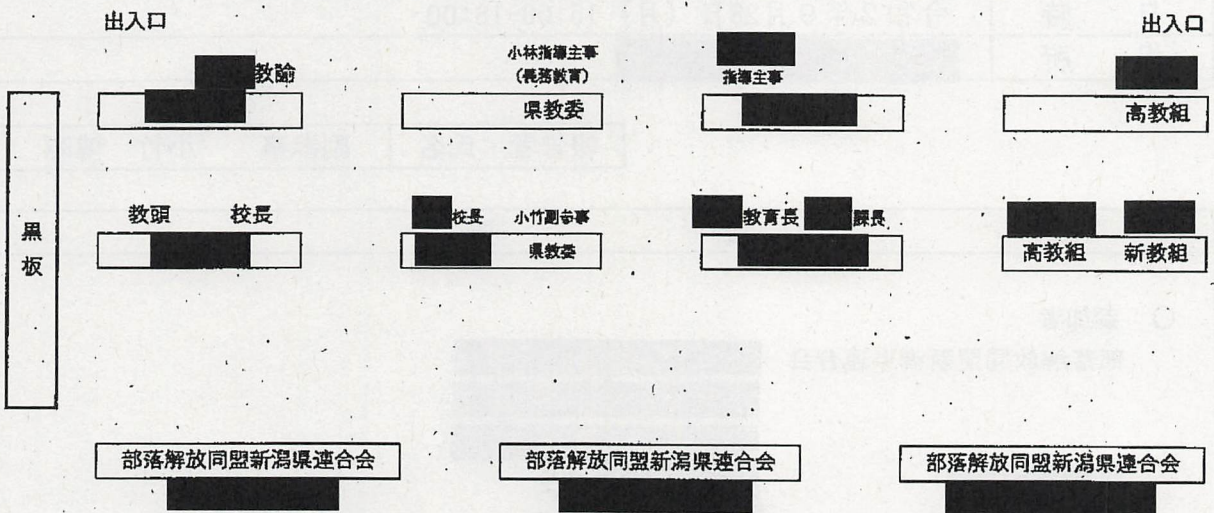 出入口
出入口
教諭
小林指導主事
(義務教育)
指導主事
県教委
高教組
黒板
教頭 校長
校長 小竹副参事
教育長 課長
県教委
高教組 新教組
部落解放同盟新潟県連合会
部落解放同盟新潟県連合会
部落解放同盟新潟県連合会